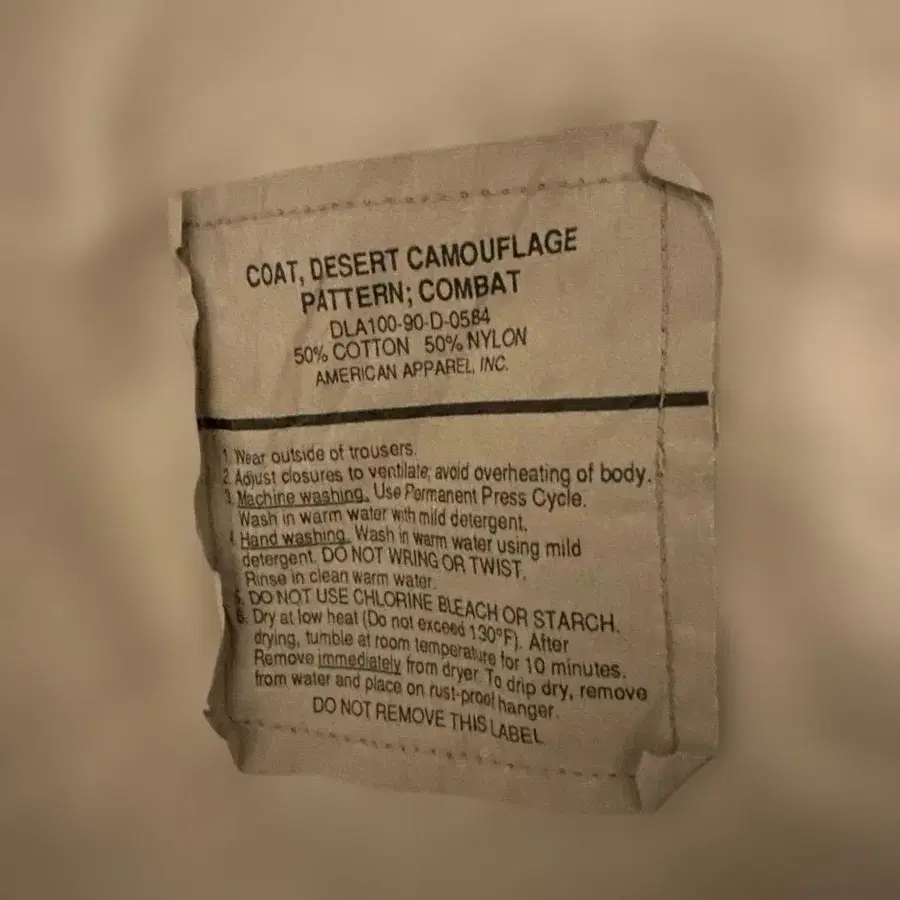 COAT, DESERT CAMOUFLAGE
PATTERN; COMBAT
DLA100-90-D-0584
50% COTTON 50% NYLON
AMERICAN APPAREL, INC.
1. Wear outside of trousers.
2. Adjust closures to ventilate; avoid overheating of body.
3. Machine washing. Use Permanent Press Cycle.
Wash in warm water with mild detergent.
4. Hand washing. Wash in warm water using mild
detergent. DO NOT WRING OR TWIST.
Rinse in clean warm water.
5. DO NOT USE CHLORINE BLEACH OR STARCH.
6. Dry at low heat (Do not exceed 130°F). After
drying, tumble at room temperature for 10 minutes.
Remove immediately from dryer. To drip dry, remove
from water and place on rust-proof hanger.
DO NOT REMOVE THIS LABEL